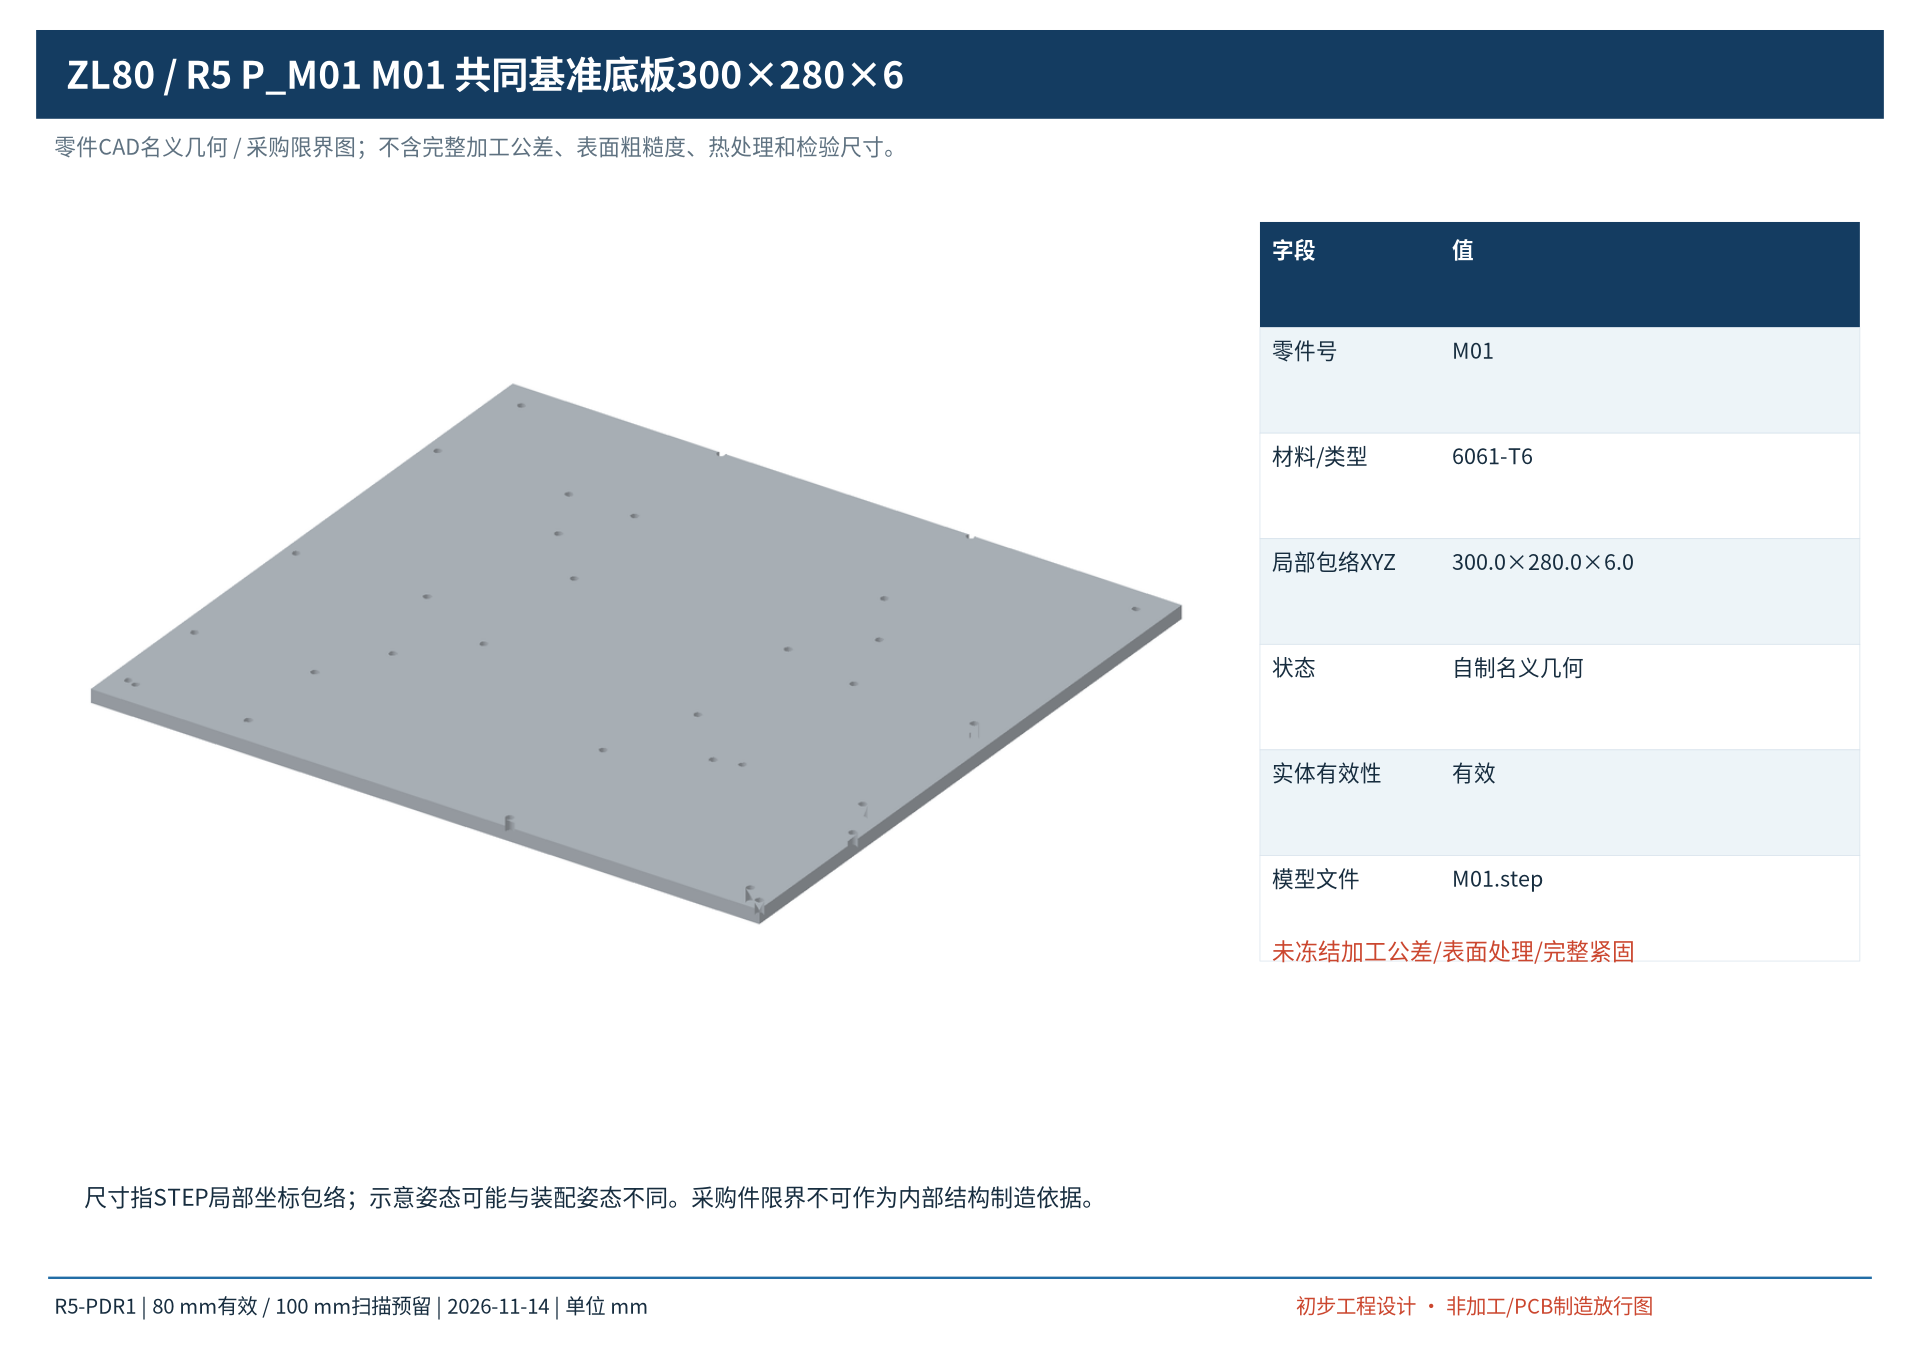 ZL80 / R5 P_M01 M01 共同基准底板300×280×6
零件CAD名义几何 / 采购限界图；不含完整加工公差、表面粗糙度、热处理和检验尺寸。
字段 值
零件号 M01
材料/类型 6061-T6
局部包络XYZ 300.0×280.0×6.0
状态 自制名义几何
实体有效性 有效
模型文件 M01.step
未冻结加工公差/表面处理/完整紧固
尺寸指STEP局部坐标包络；示意姿态可能与装配姿态不同。采购件限界不可作为内部结构制造依据。
R5-PDR1 | 80 mm有效 / 100 mm扫描预留 | 2026-11-14 | 单位 mm
初步工程设计 · 非加工/PCB制造放行图